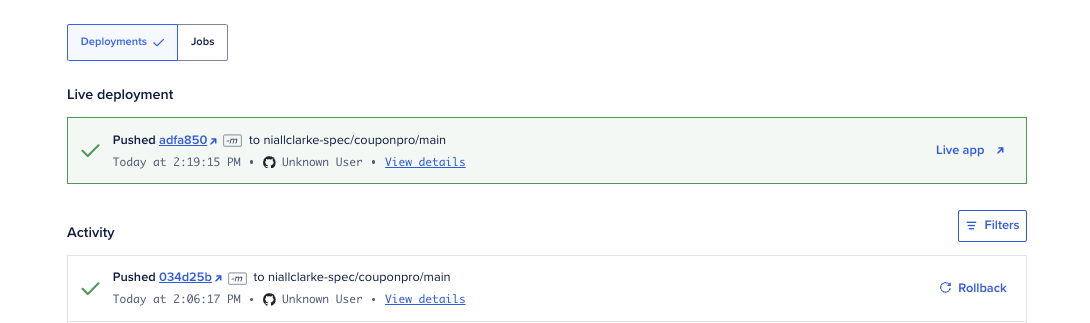 Deployments
Jobs
Live deployment
Pushed adfa850 -m to niallclarke-spec/couponpro/main
Today at 2:19:15 PM • Unknown User • View details
Live app
Activity
Filters
Pushed 034d25b -m to niallclarke-spec/couponpro/main
Today at 2:06:17 PM • Unknown User • View details
Rollback